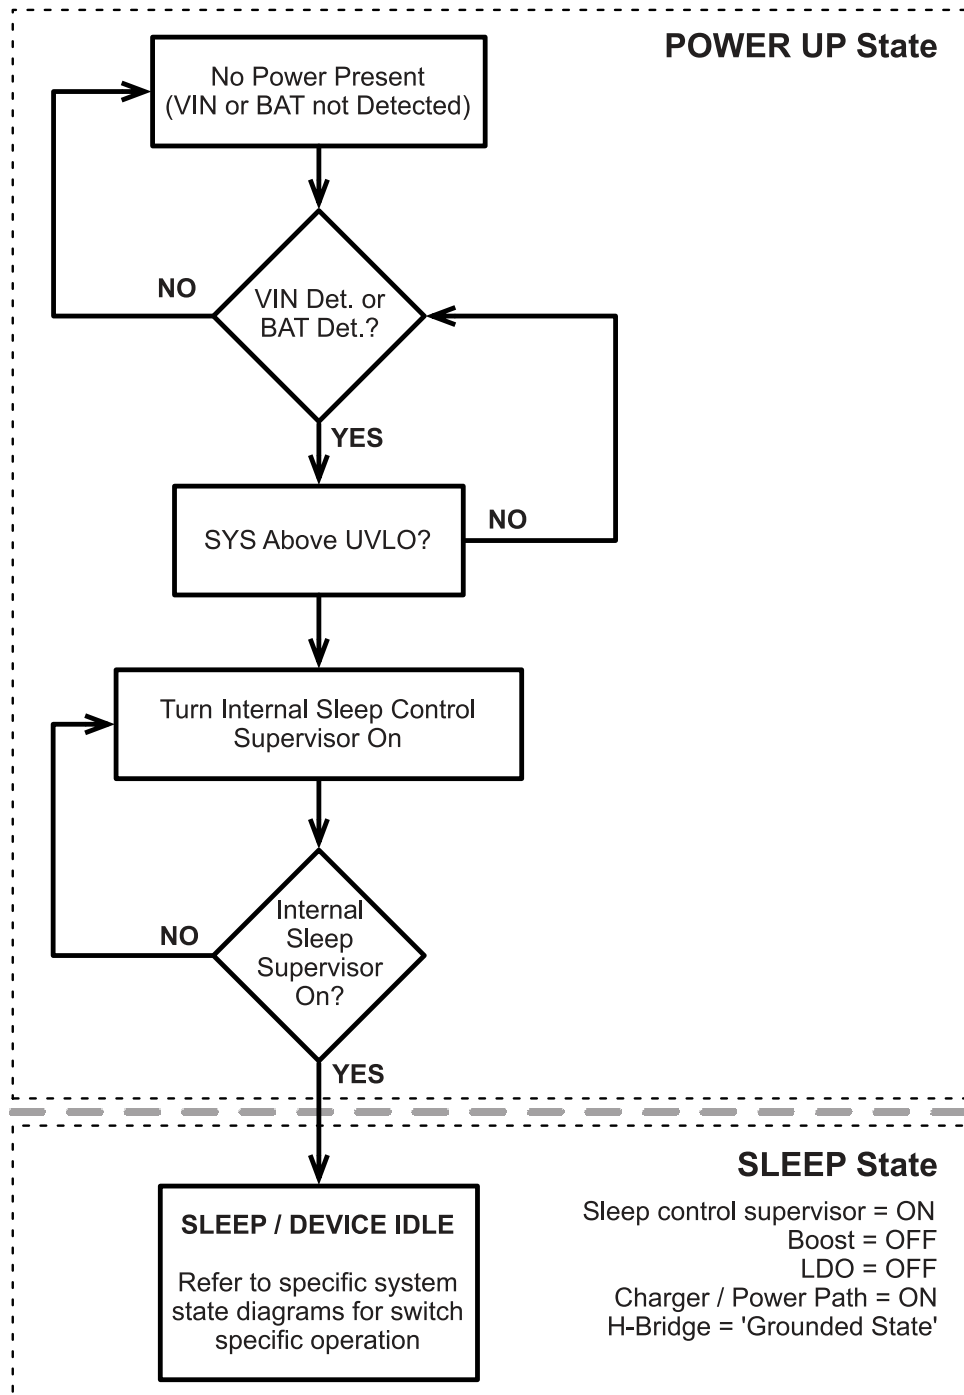 POWER UP State
No Power Present
(VIN or BAT not Detected)
NO
VIN Det. or
BAT Det.?
YES
SYS Above UVLO?
NO
Turn Internal Sleep Control
Supervisor On
Internal
Sleep
Supervisor
On?
NO
YES
SLEEP State
Sleep control supervisor = ON
Boost = OFF
LDO = OFF
Charger / Power Path = ON
H-Bridge = 'Grounded State'
SLEEP / DEVICE IDLE
Refer to specific system
state diagrams for switch
specific operation